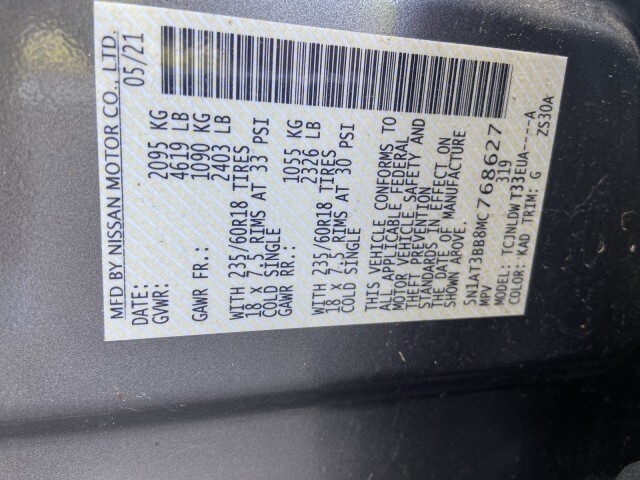 MFD BY NISSAN MOTOR CO., LTD.
DATE: 05/21
GVWR: 2095 KG
4619 LB
GAWR FR.: 1090 KG
2403 LB
WITH 235/60R18 TIRES
18 X 7.5 RIMS AT 33 PSI
COLD SINGLE
GAWR RR.: 1055 KG
2326 LB
WITH 235/60R18 TIRES
18 X 7.5 RIMS AT 30 PSI
COLD SINGLE
THIS VEHICLE CONFORMS TO
ALL APPLICABLE FEDERAL
MOTOR VEHICLE SAFETY AND
THEFT PREVENTION
STANDARDS IN EFFECT ON
THE DATE OF MANUFACTURE
SHOWN ABOVE.
5N1AT3BB8MC768627
MPV 319
MODEL: TC1NLDWT33EUA----A
COLOR: KAD TRIM: G ZS30A